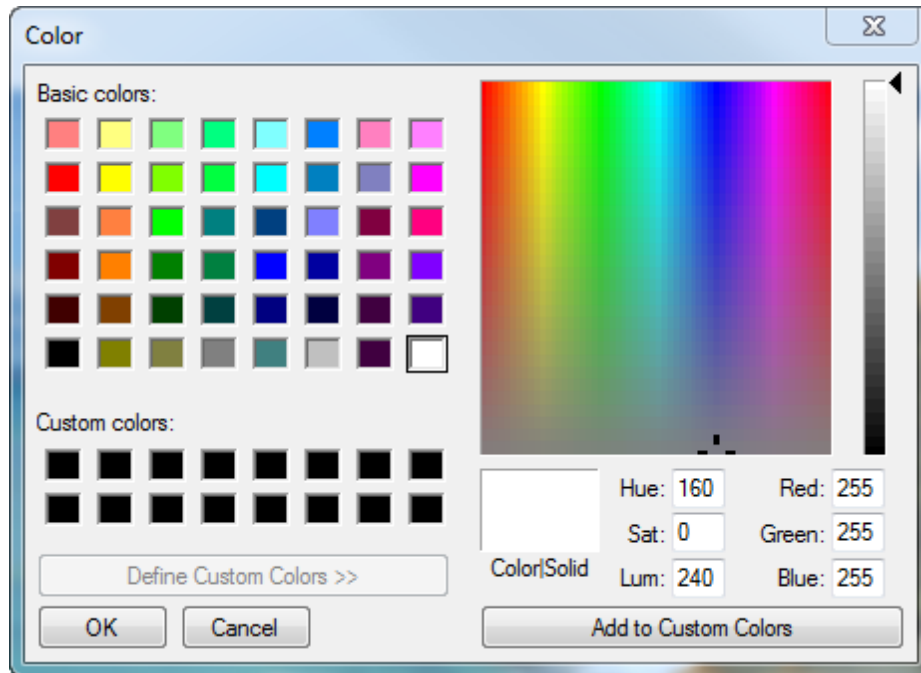 Color
Basic colors:
Custom colors:
Define Custom Colors >>
OK Cancel
Color|Solid
Hue: 160 Red: 255
Sat: 0 Green: 255
Lum: 240 Blue: 255
Add to Custom Colors